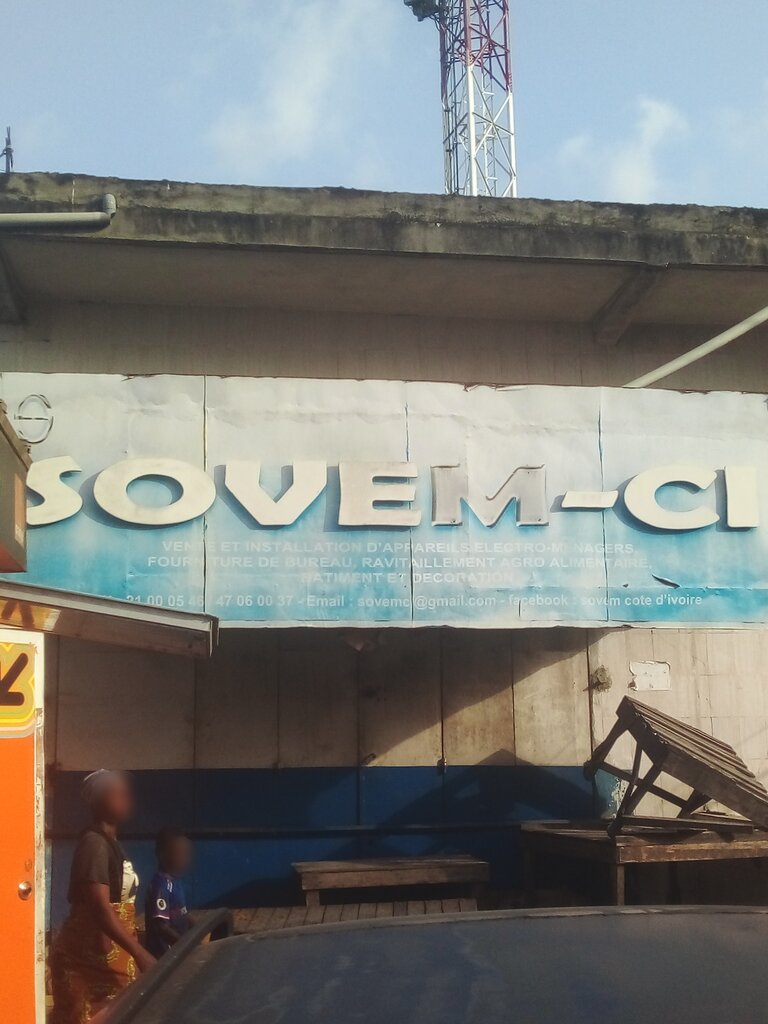 SOVEM-CI
VENTE ET INSTALLATION D'APPAREILS ELECTRO-MENAGERS,
FOURNITURE DE BUREAU, RAVITAILLEMENT AGRO ALIMENTAIRE,
BATIMENT ET DECORATION
21 00 05 46 / 47 06 00 37 - Email : sovemci@gmail.com - facebook : sovem cote d'ivoire